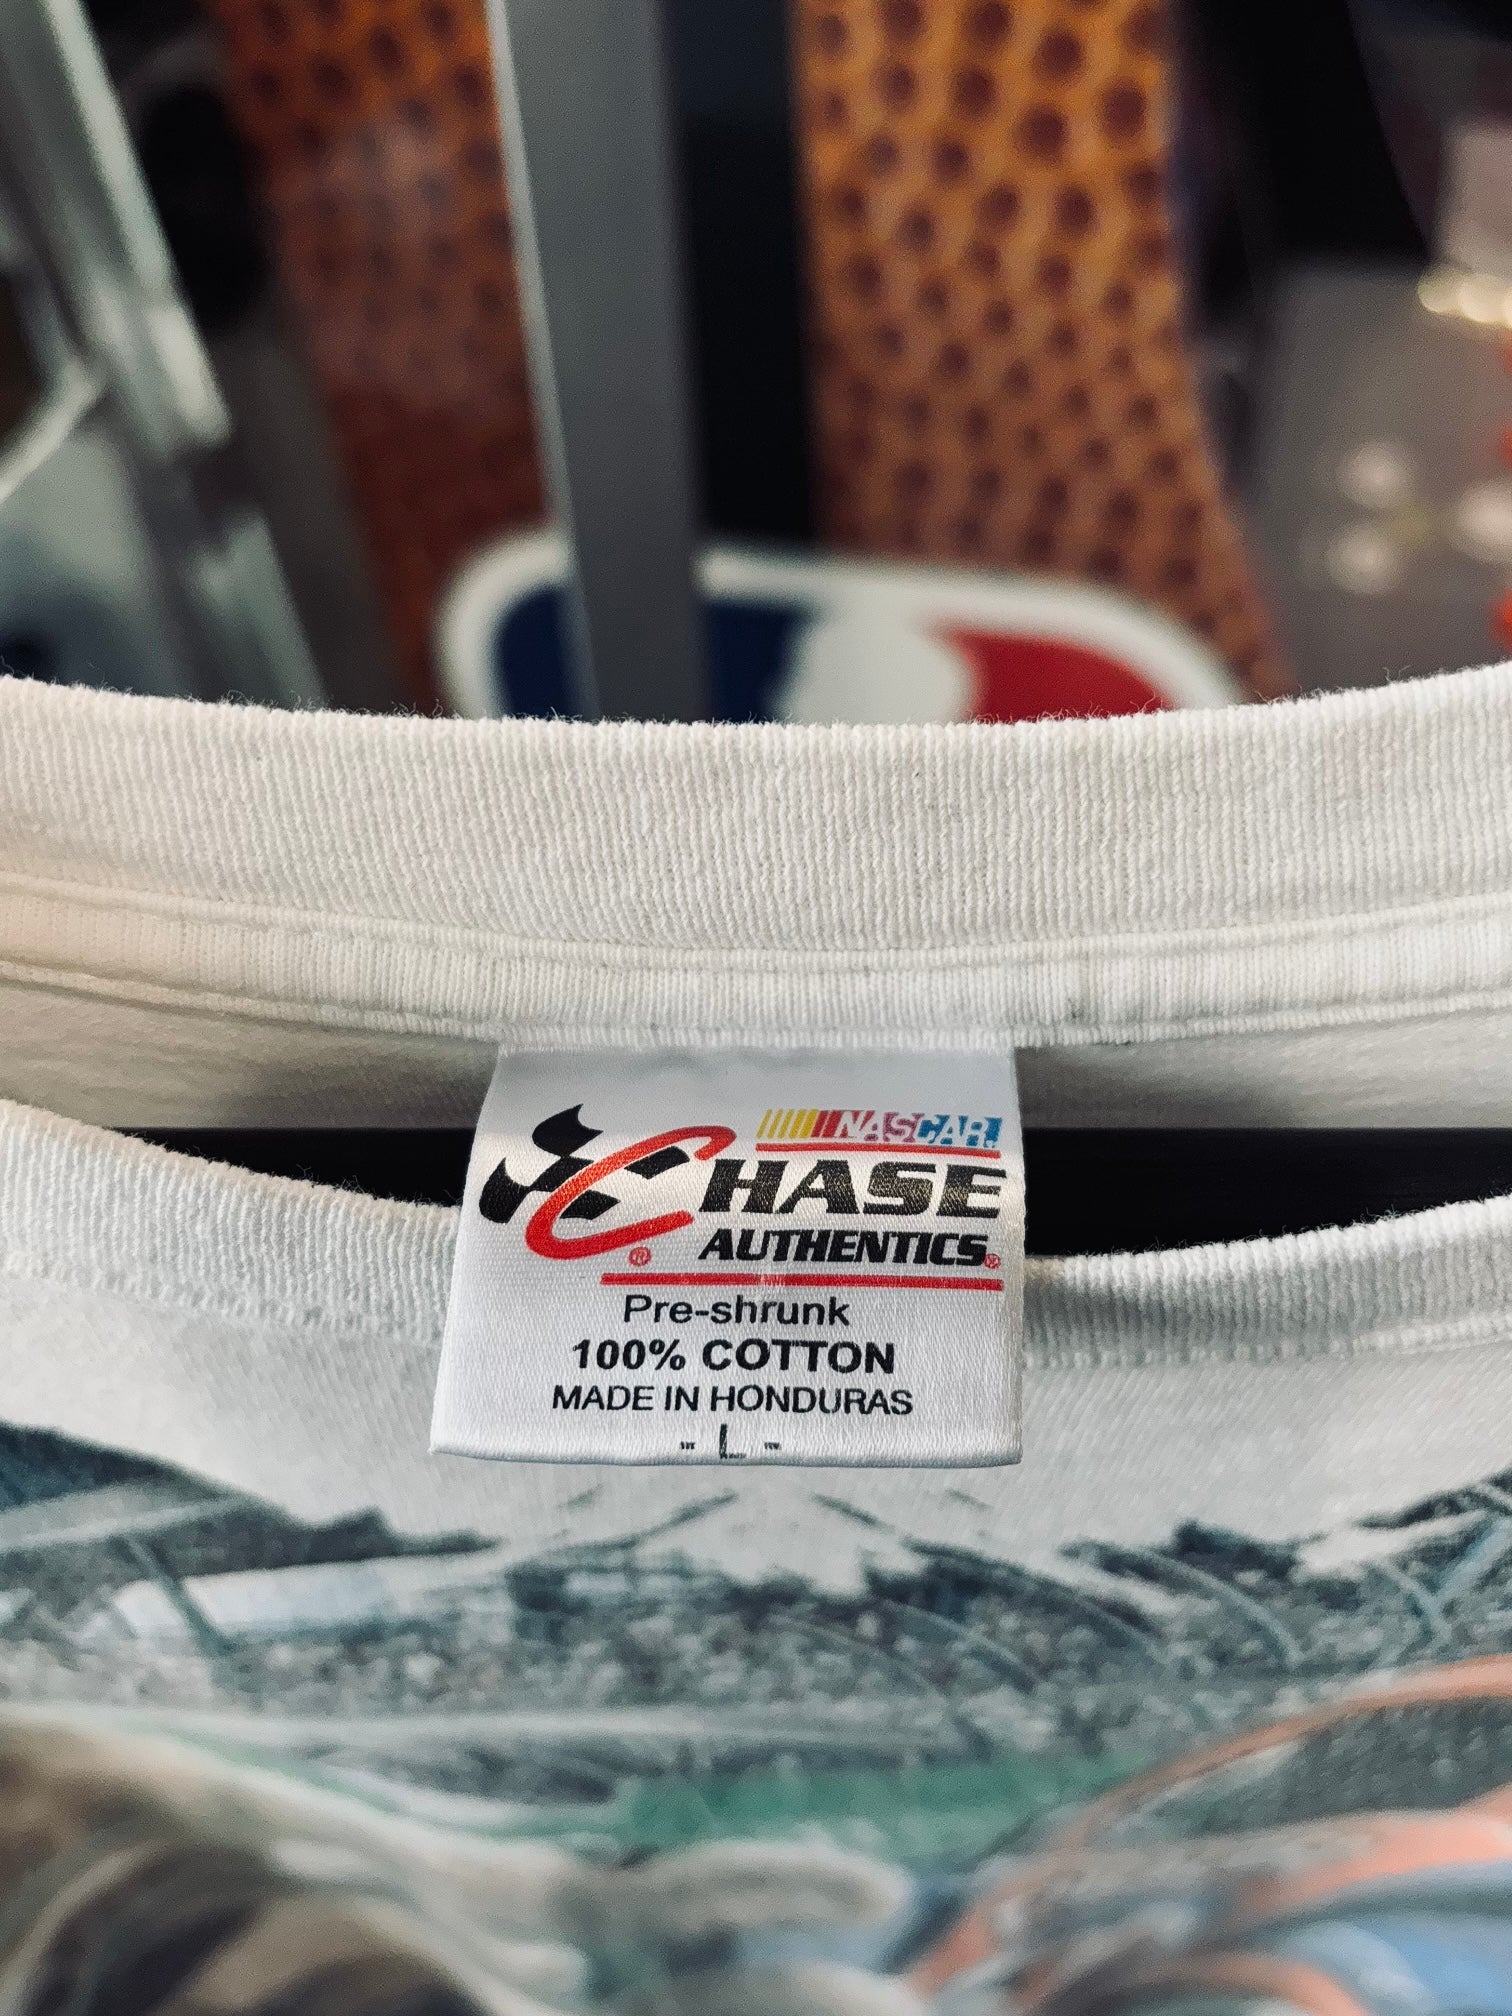 NASCAR
CHASE
AUTHENTICS®
®
Pre-shrunk
100% COTTON
MADE IN HONDURAS
L